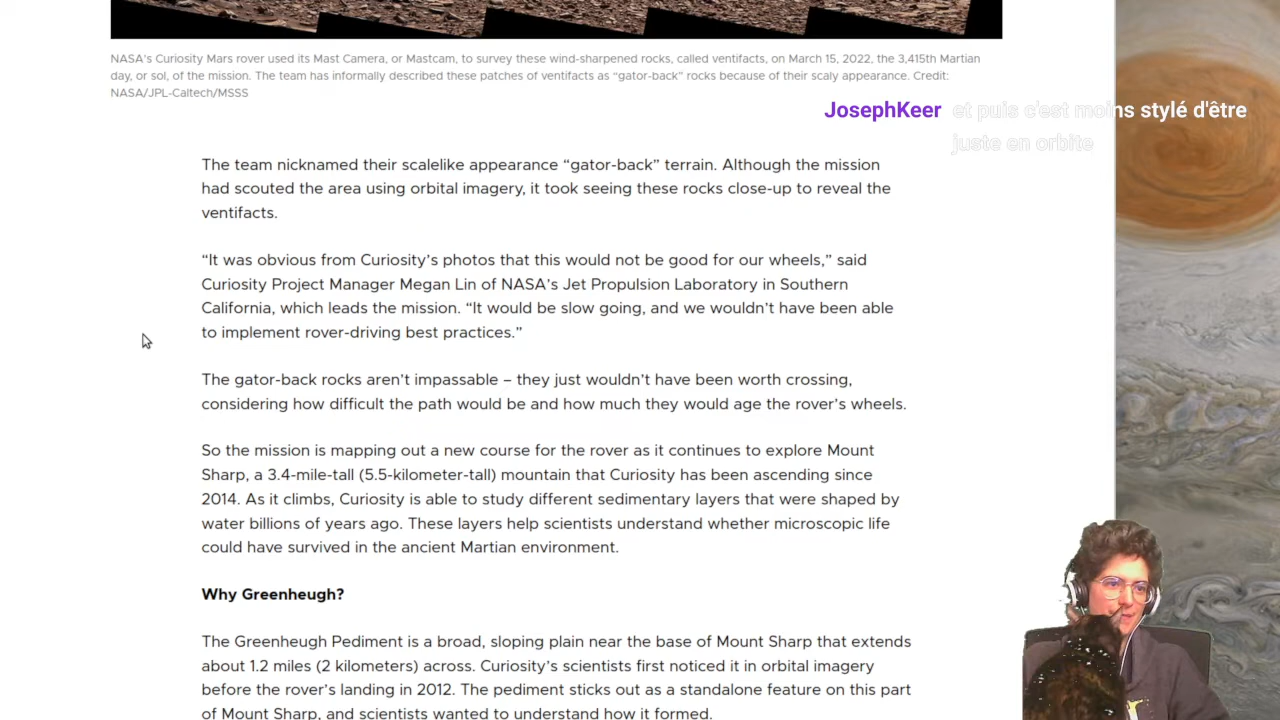 NASA's Curiosity Mars rover used its Mast Camera, or Mastcam, to survey these wind-sharpened rocks, called ventifacts, on March 15, 2022, the 3,415th Martian
day, or sol, of the mission. The team has informally described these patches of ventifacts as "gator-back" rocks because of their scaly appearance. Credit:
NASA/JPL-Caltech/MSSS
JosephKeer et puis c'est moins stylé d'être
juste en orbite
The team nicknamed their scalelike appearance “gator-back” terrain. Although the mission
had scouted the area using orbital imagery, it took seeing these rocks close-up to reveal the
ventifacts.
“It was obvious from Curiosity’s photos that this would not be good for our wheels,” said
Curiosity Project Manager Megan Lin of NASA’s Jet Propulsion Laboratory in Southern
California, which leads the mission. “It would be slow going, and we wouldn’t have been able
to implement rover-driving best practices.”
The gator-back rocks aren’t impassable – they just wouldn’t have been worth crossing,
considering how difficult the path would be and how much they would age the rover’s wheels.
So the mission is mapping out a new course for the rover as it continues to explore Mount
Sharp, a 3.4-mile-tall (5.5-kilometer-tall) mountain that Curiosity has been ascending since
2014. As it climbs, Curiosity is able to study different sedimentary layers that were shaped by
water billions of years ago. These layers help scientists understand whether microscopic life
could have survived in the ancient Martian environment.
Why Greenheugh?
The Greenheugh Pediment is a broad, sloping plain near the base of Mount Sharp that extends
about 1.2 miles (2 kilometers) across. Curiosity’s scientists first noticed it in orbital imagery
before the rover’s landing in 2012. The pediment sticks out as a standalone feature on this part
of Mount Sharp, and scientists wanted to understand how it formed.